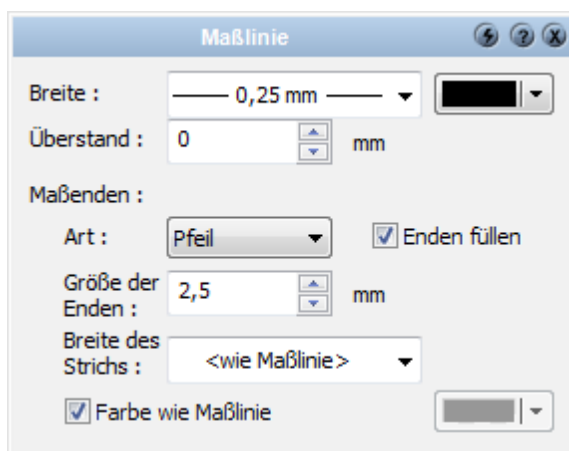 Maßlinie
Breite : 0,25 mm
Überstand : 0 mm
Maßenden :
Art : Pfeil Enden füllen
Größe der
Enden : 2,5 mm
Breite des
Strichs : <wie Maßlinie>
Farbe wie Maßlinie